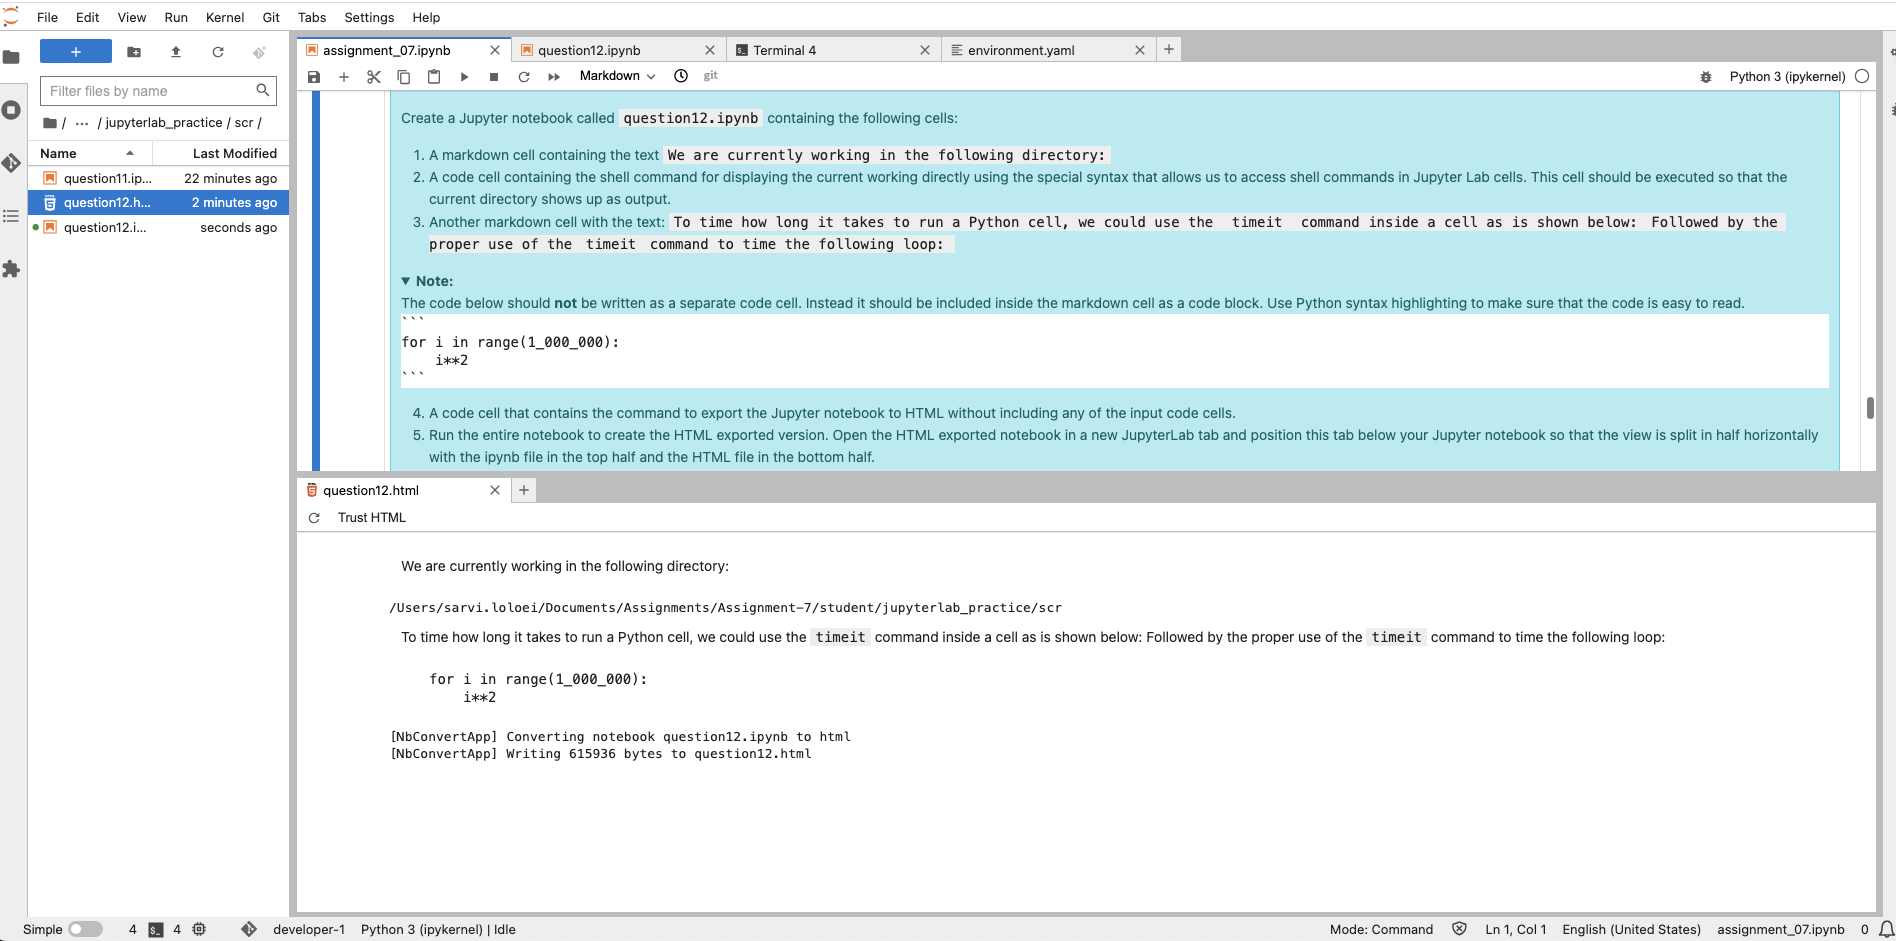 File Edit View Run Kernel Git Tabs Settings Help
+
Filter files by name
/ ... / jupyterlab_practice / scr /
Name Last Modified
question11.ip... 22 minutes ago
question12.h... 2 minutes ago
question12.i... seconds ago
assignment_07.ipynb question12.ipynb Terminal 4 environment.yaml
Markdown git Python 3 (ipykernel)
Create a Jupyter notebook called question12.ipynb containing the following cells:
1. A markdown cell containing the text We are currently working in the following directory:
2. A code cell containing the shell command for displaying the current working directly using the special syntax that allows us to access shell commands in Jupyter Lab cells. This cell should be executed so that the
current directory shows up as output.
3. Another markdown cell with the text: To time how long it takes to run a Python cell, we could use the timeit command inside a cell as is shown below: Followed by the
proper use of the timeit command to time the following loop:
▼ Note:
The code below should not be written as a separate code cell. Instead it should be included inside the markdown cell as a code block. Use Python syntax highlighting to make sure that the code is easy to read.
```
for i in range(1_000_000):
    i**2
```
4. A code cell that contains the command to export the Jupyter notebook to HTML without including any of the input code cells.
5. Run the entire notebook to create the HTML exported version. Open the HTML exported notebook in a new JupyterLab tab and position this tab below your Jupyter notebook so that the view is split in half horizontally
with the ipynb file in the top half and the HTML file in the bottom half.
question12.html
Trust HTML
We are currently working in the following directory:
/Users/sarvi.loloei/Documents/Assignments/Assignment-7/student/jupyterlab_practice/scr
To time how long it takes to run a Python cell, we could use the timeit command inside a cell as is shown below: Followed by the proper use of the timeit command to time the following loop:
for i in range(1_000_000):
    i**2
[NbConvertApp] Converting notebook question12.ipynb to html
[NbConvertApp] Writing 615936 bytes to question12.html
Simple 4 4 developer-1 Python 3 (ipykernel) | Idle Mode: Command Ln 1, Col 1 English (United States) assignment_07.ipynb 0